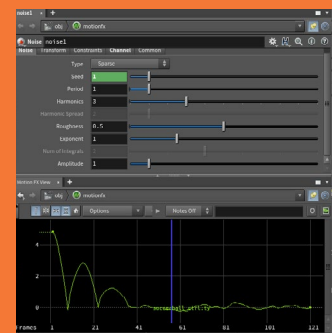 noise1
obj motionfx
Noise noise1
Noise Transform Constraints Channel Common
Type Sparse
Seed 1
Period 1
Harmonics 3
Harmonic Spread
Roughness 0.5
Exponent 1
Num of Integrals
Amplitude 1
Motion FX View
obj motionfx
Options Notes Off
4
2
0
Frames 1 21 41 61 81 101 121